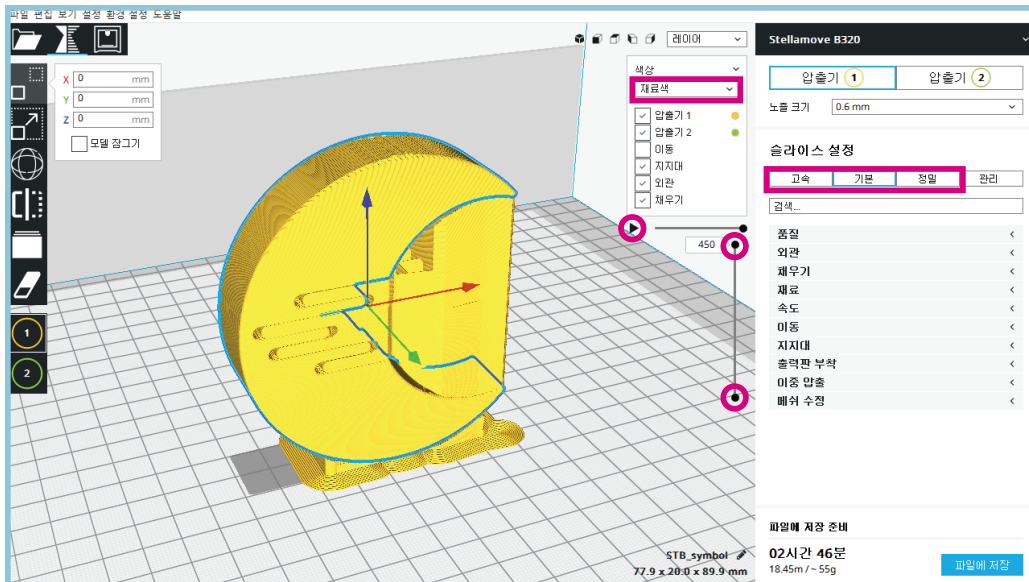 파일 편집 보기 설정 환경 설정 도움말
레이어
Stellamove B320
X 0 mm
Y 0 mm
Z 0 mm
모델 잠그기
색상
재료색
압출기 1
압출기 2
이동
지지대
외관
채우기
450
압출기 1
압출기 2
노즐 크기 0.6 mm
슬라이스 설정
고속 기본 정밀 관리
검색...
품질
외관
채우기
재료
속도
이동
지지대
출력판 부착
이중 압출
메쉬 수정
1
2
STB_symbol
77.9 x 20.0 x 89.9 mm
파일에 저장 준비
02시간 46분
18.45m / ~ 55g
파일에 저장